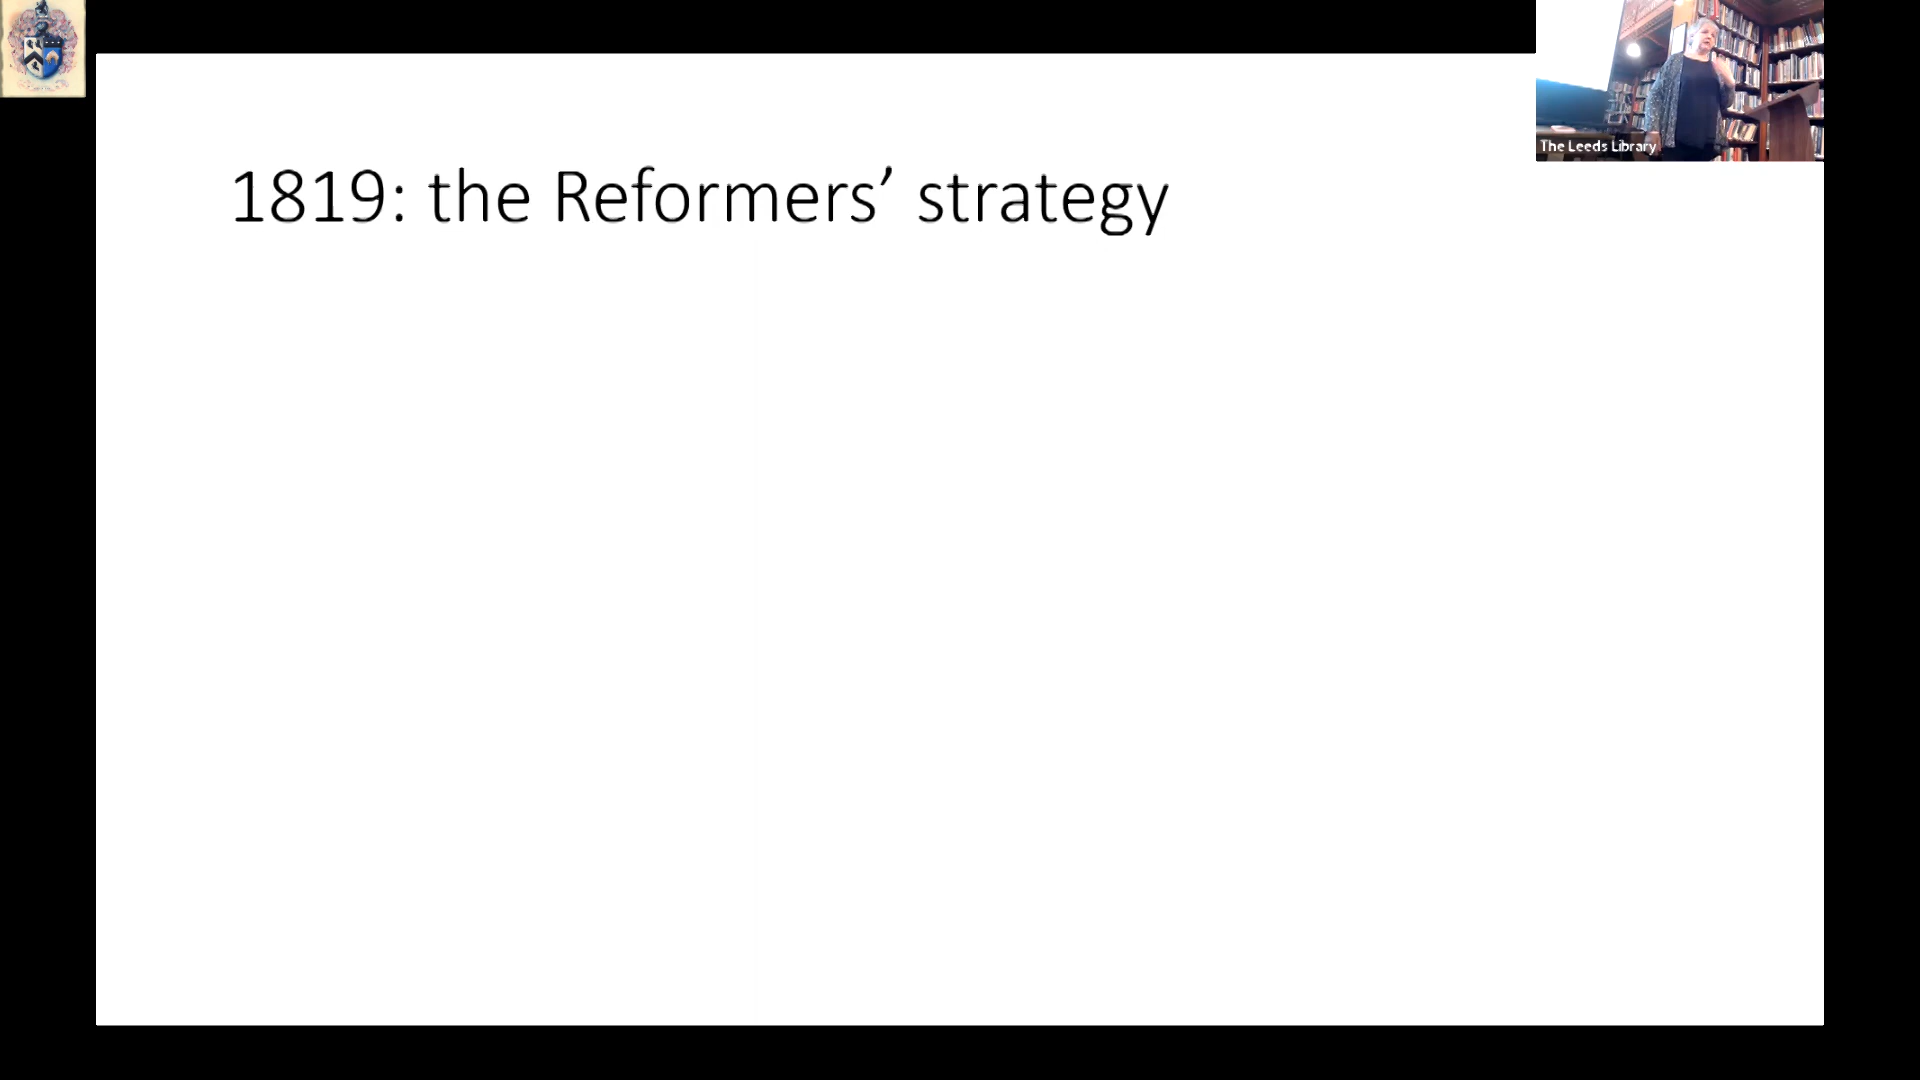 1819: the Reformers’ strategy
The Leeds Library